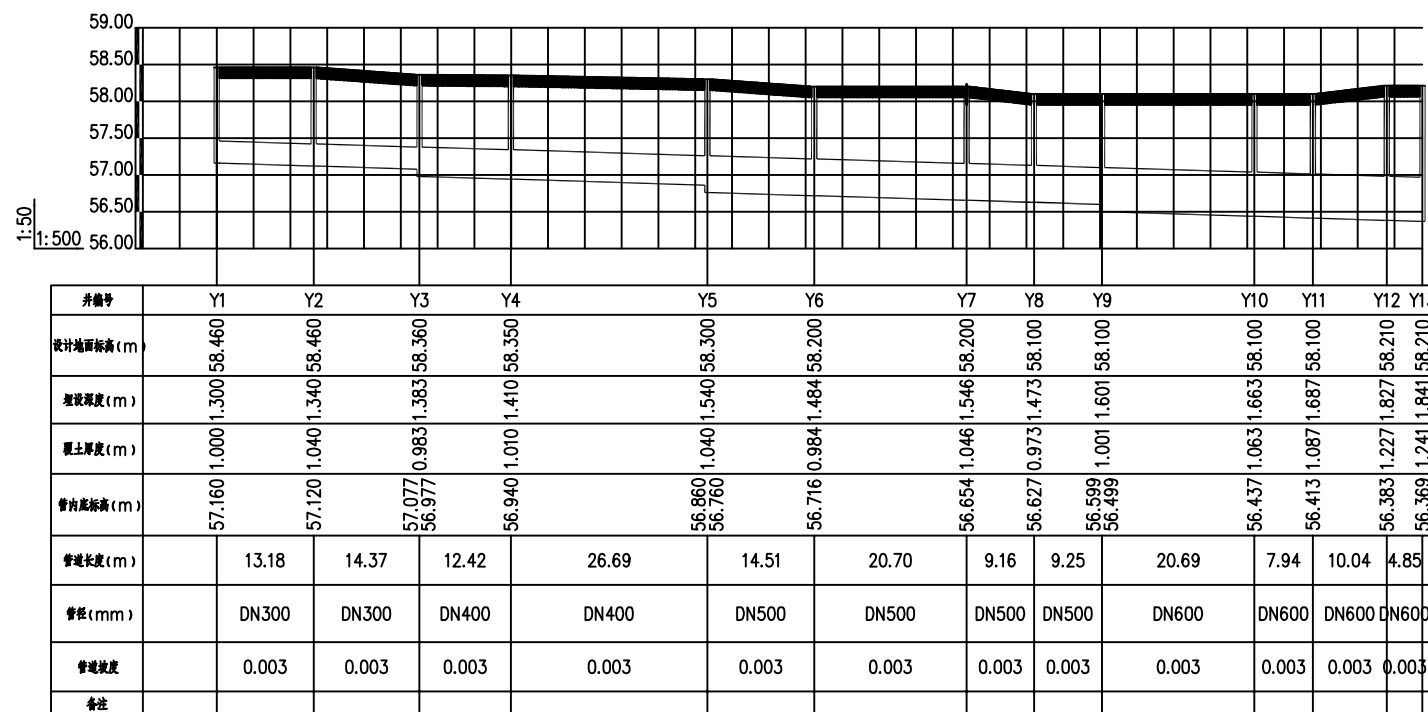 59.00
58.50
58.00
57.50
57.00
56.50
56.00
1:50
1:500
井编号 Y1 Y2 Y3 Y4 Y5 Y6 Y7 Y8 Y9 Y10 Y11 Y12
设计地面标高(m) 58.460 58.460 58.360 58.350 58.300 58.200 58.200 58.100 58.100 58.100 58.100 58.210 58.210
埋设深度(m) 1.300 1.340 1.383 1.410 1.540 1.484 1.546 1.473 1.601 1.663 1.687 1.827 1.841
覆土厚度(m) 1.000 1.040 0.983 1.010 1.040 0.984 1.046 0.973 1.001 1.063 1.087 1.227 1.241
管内底标高(m) 57.160 57.120 57.077 56.977 56.940 56.860 56.760 56.716 56.654 56.627 56.599 56.499 56.437 56.413 56.383 56.369
管道长度(m) 13.18 14.37 12.42 26.69 14.51 20.70 9.16 9.25 20.69 7.94 10.04 4.85
管径(mm) DN300 DN300 DN400 DN400 DN500 DN500 DN500 DN500 DN600 DN600 DN600 DN600
管道坡度 0.003 0.003 0.003 0.003 0.003 0.003 0.003 0.003 0.003 0.003 0.003 0.003
备注